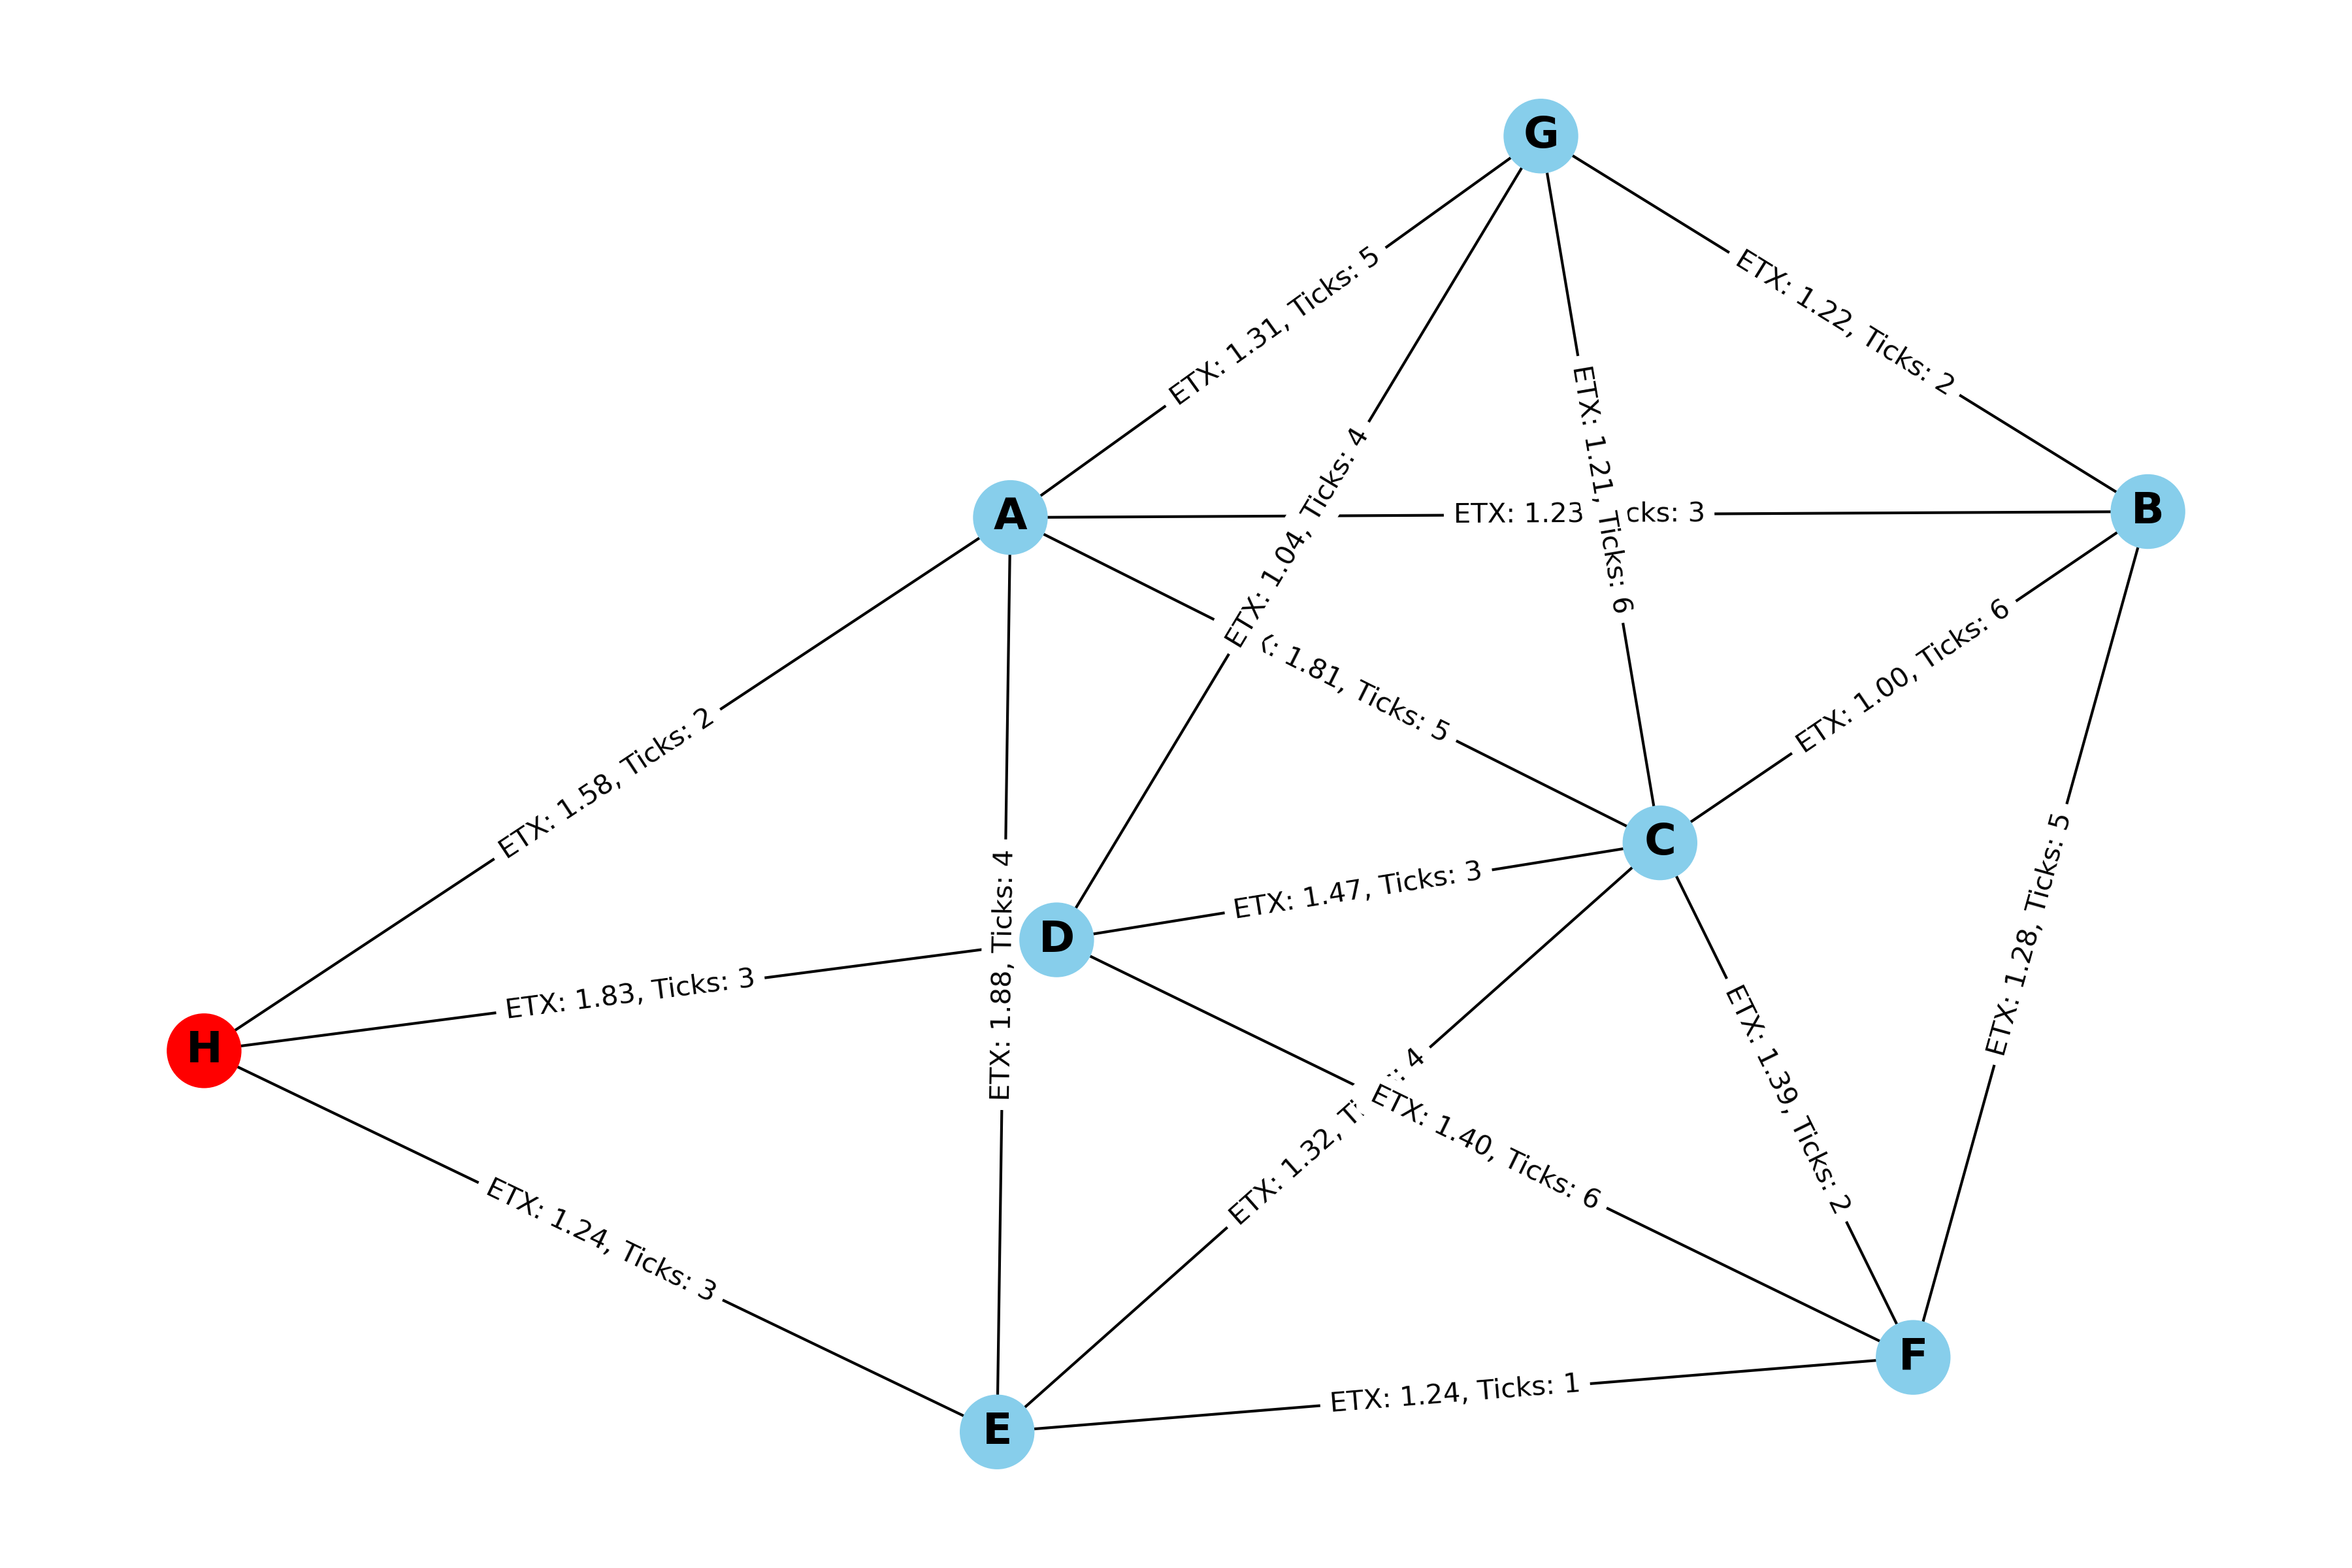 G
ETX: 1.31, Ticks: 5
ETX: 1.22, Ticks: 2
ETX: 1.04, Ticks: 4
ETX: 1.21, Ticks: 6
A
ETX: 1.23 cks: 3
B
: 1.81, Ticks: 5
ETX: 1.00, Ticks: 6
ETX: 1.58, Ticks: 2
C
ETX: 1.88, Ticks: 4
ETX: 1.47, Ticks: 3
D
ETX: 1.28, Ticks: 5
ETX: 1.83, Ticks: 3
H
ETX: 1.32, T : 4
ETX: 1.40, Ticks: 6
ETX: 1.39, Ticks: 2
ETX: 1.24, Ticks: 3
F
ETX: 1.24, Ticks: 1
E